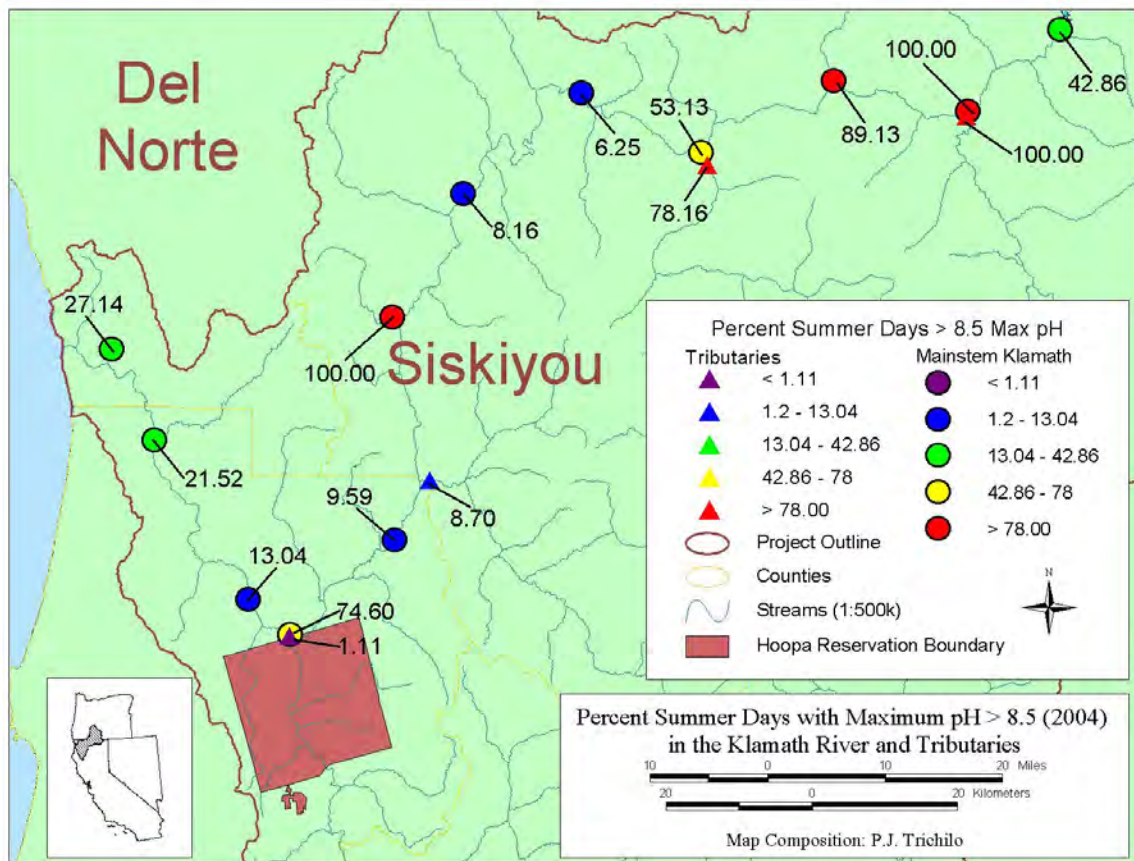 Del
Norte
Siskiyou
42.86
100.00
100.00
89.13
53.13
78.16
6.25
8.16
100.00
27.14
21.52
8.70
9.59
13.04
74.60
1.11
Percent Summer Days > 8.5 Max pH
Tributaries
< 1.11
1.2 - 13.04
13.04 - 42.86
42.86 - 78
> 78.00
Mainstem Klamath
< 1.11
1.2 - 13.04
13.04 - 42.86
42.86 - 78
> 78.00
Project Outline
Counties
Streams (1:500k)
Hoopa Reservation Boundary
N
Percent Summer Days with Maximum pH > 8.5 (2004)
in the Klamath River and Tributaries
10 0 10 20 Miles
20 0 20 Kilometers
Map Composition: P.J. Trichilo